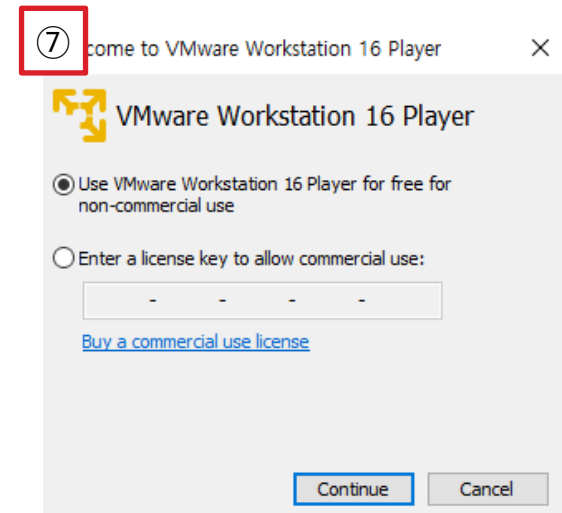 ⑦
come to VMware Workstation 16 Player
VMware Workstation 16 Player
Use VMware Workstation 16 Player for free for
non-commercial use
Enter a license key to allow commercial use:
- - - -
Buy a commercial use license
Continue Cancel